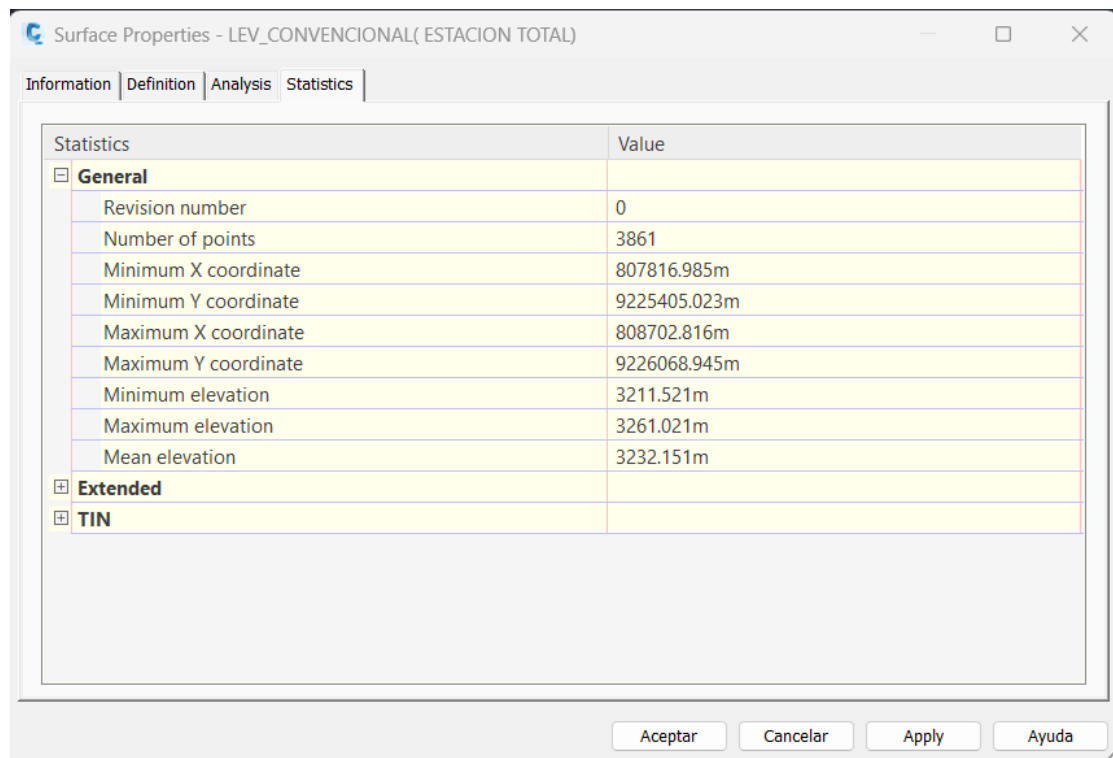 Surface Properties - LEV_CONVENCIONAL( ESTACION TOTAL)
Information Definition Analysis Statistics
Statistics Value
General
Revision number 0
Number of points 3861
Minimum X coordinate 807816.985m
Minimum Y coordinate 9225405.023m
Maximum X coordinate 808702.816m
Maximum Y coordinate 9226068.945m
Minimum elevation 3211.521m
Maximum elevation 3261.021m
Mean elevation 3232.151m
Extended
TIN
Aceptar Cancelar Apply Ayuda